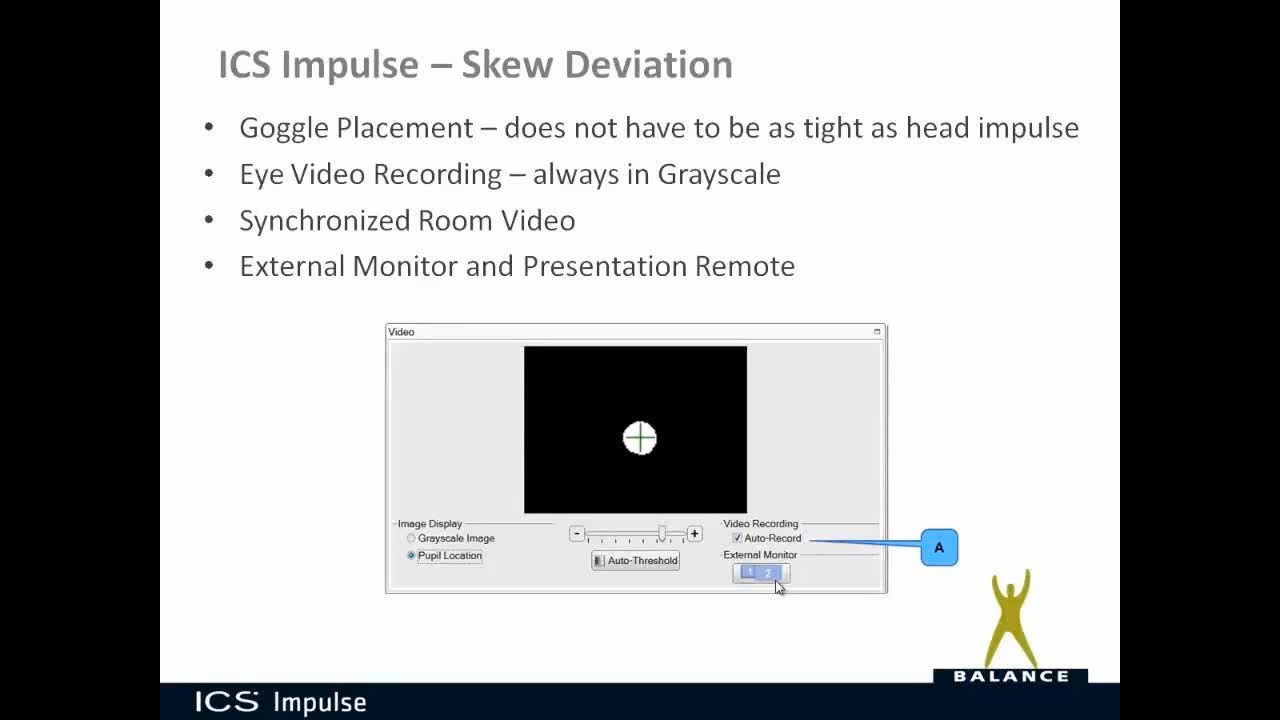 ICS Impulse – Skew Deviation
• Goggle Placement – does not have to be as tight as head impulse
• Eye Video Recording – always in Grayscale
• Synchronized Room Video
• External Monitor and Presentation Remote
Video
Image Display
Grayscale Image
Pupil Location
- +
Auto-Threshold
Video Recording
Auto-Record
External Monitor
1 2
A
BALANCE
ICS Impulse